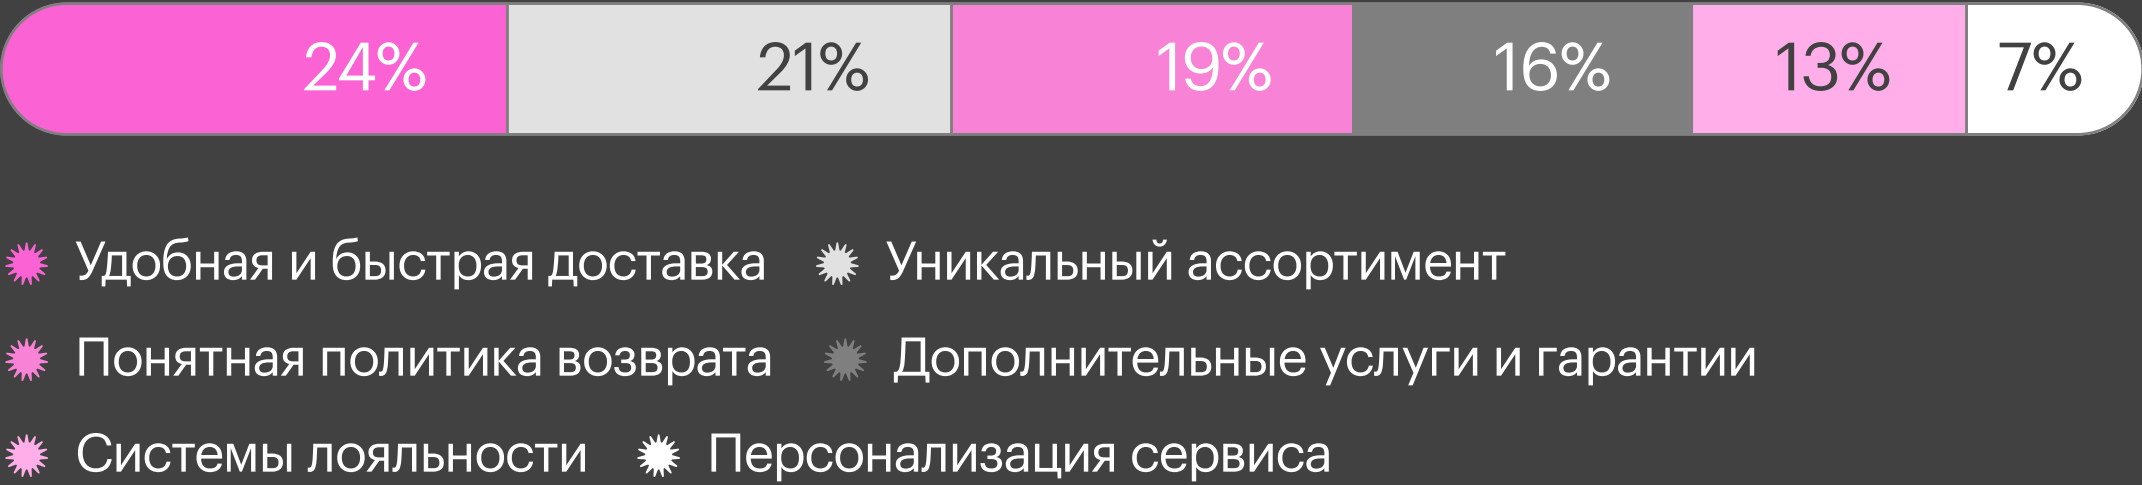 24% 21% 19% 16% 13% 7%
Удобная и быстрая доставка Уникальный ассортимент
Понятная политика возврата Дополнительные услуги и гарантии
Системы лояльности Персонализация сервиса